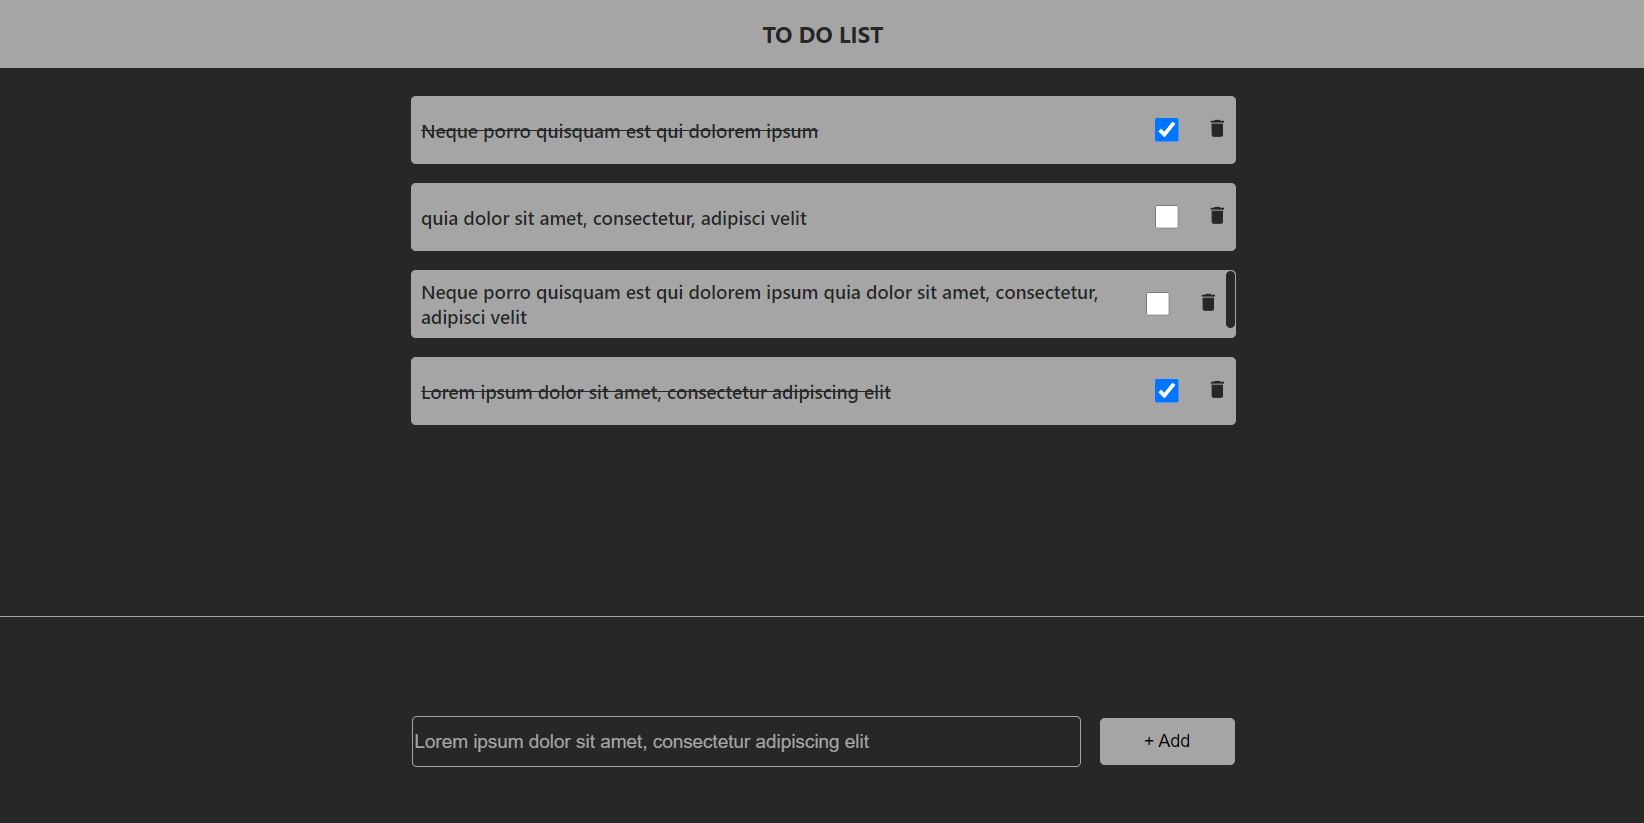 TO DO LIST
Neque porro quisquam est qui dolorem ipsum
quia dolor sit amet, consectetur, adipisci velit
Neque porro quisquam est qui dolorem ipsum quia dolor sit amet, consectetur,
adipisci velit
Lorem ipsum dolor sit amet, consectetur adipiscing elit
Lorem ipsum dolor sit amet, consectetur adipiscing elit
+ Add